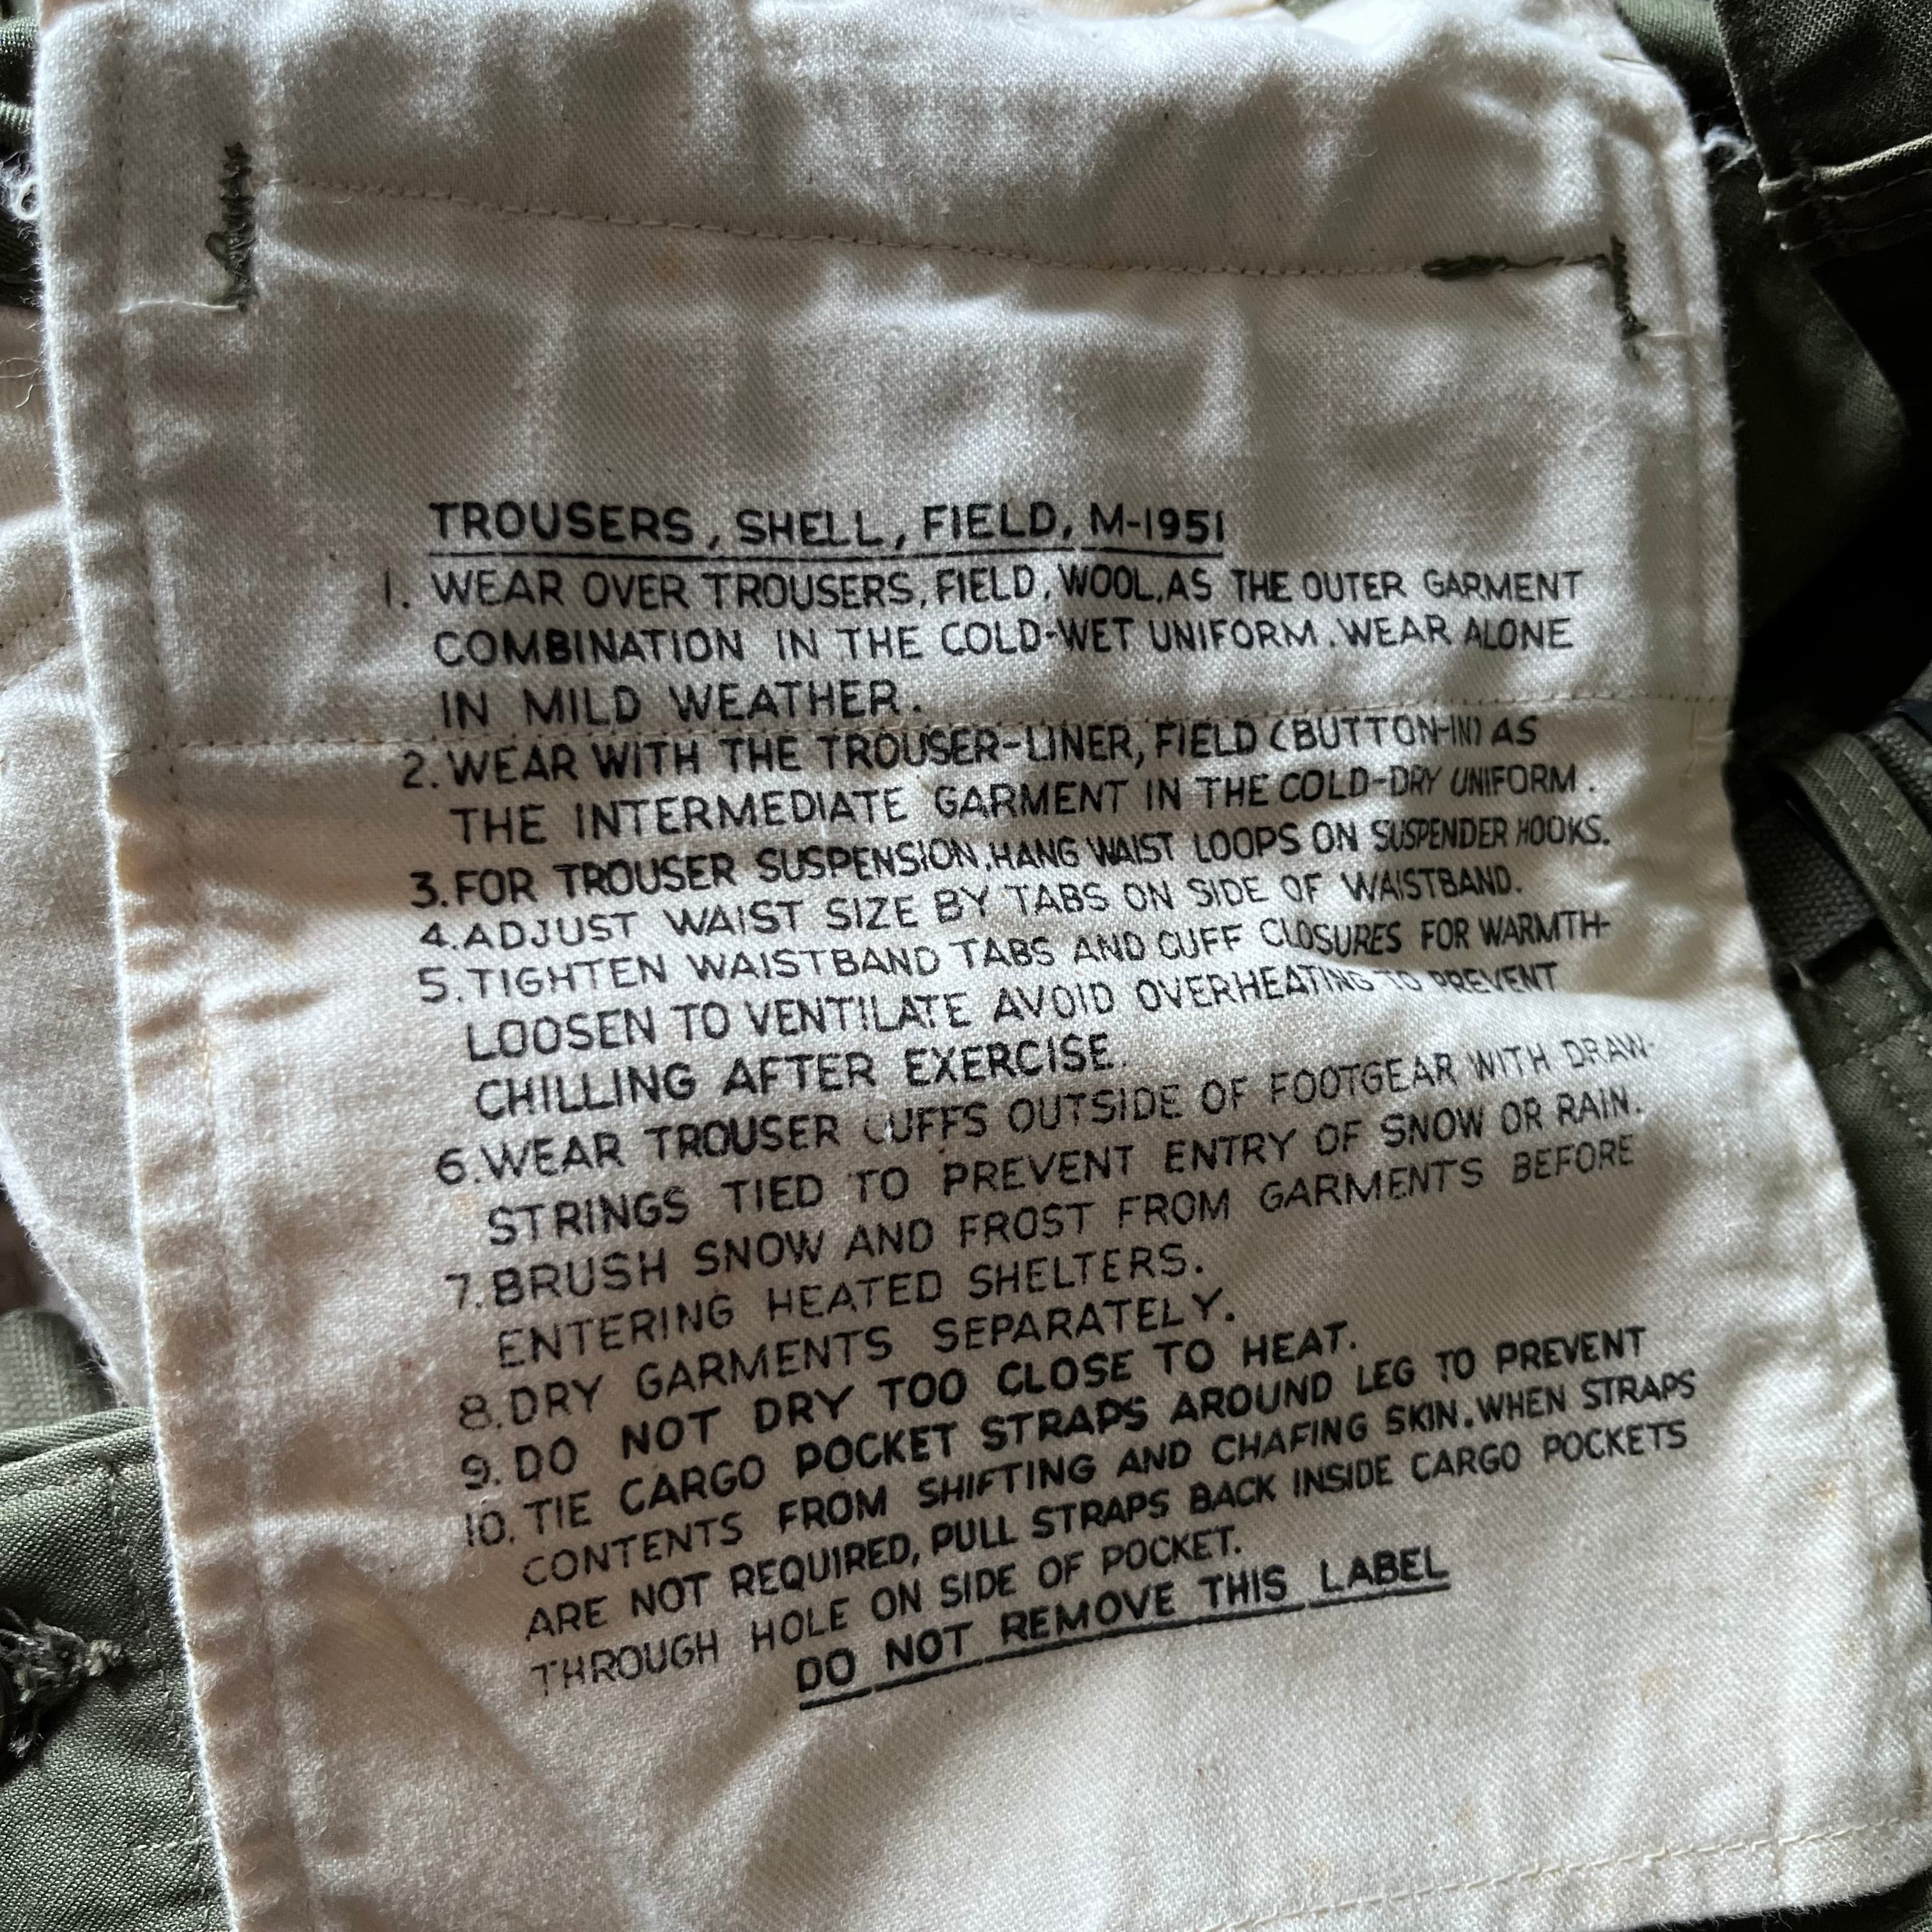 TROUSERS, SHELL, FIELD, M-1951
1. WEAR OVER TROUSERS, FIELD, WOOL, AS THE OUTER GARMENT
COMBINATION IN THE COLD-WET UNIFORM. WEAR ALONE
IN MILD WEATHER.
2. WEAR WITH THE TROUSER-LINER, FIELD (BUTTON-IN) AS
THE INTERMEDIATE GARMENT IN THE COLD-DRY UNIFORM.
3. FOR TROUSER SUSPENSION, HANG WAIST LOOPS ON SUSPENDER HOOKS.
4. ADJUST WAIST SIZE BY TABS ON SIDE OF WAISTBAND.
5. TIGHTEN WAISTBAND TABS AND CUFF CLOSURES FOR WARMTH-
LOOSEN TO VENTILATE AVOID OVERHEATING TO PREVENT
CHILLING AFTER EXERCISE.
6. WEAR TROUSER CUFFS OUTSIDE OF FOOTGEAR WITH DRAW-
STRINGS TIED TO PREVENT ENTRY OF SNOW OR RAIN.
7. BRUSH SNOW AND FROST FROM GARMENTS BEFORE
ENTERING HEATED SHELTERS.
8. DRY GARMENTS SEPARATELY.
9. DO NOT DRY TOO CLOSE TO HEAT.
10. TIE CARGO POCKET STRAPS AROUND LEG TO PREVENT
CONTENTS FROM SHIFTING AND CHAFING SKIN. WHEN STRAPS
ARE NOT REQUIRED, PULL STRAPS BACK INSIDE CARGO POCKETS
THROUGH HOLE ON SIDE OF POCKET.
DO NOT REMOVE THIS LABEL